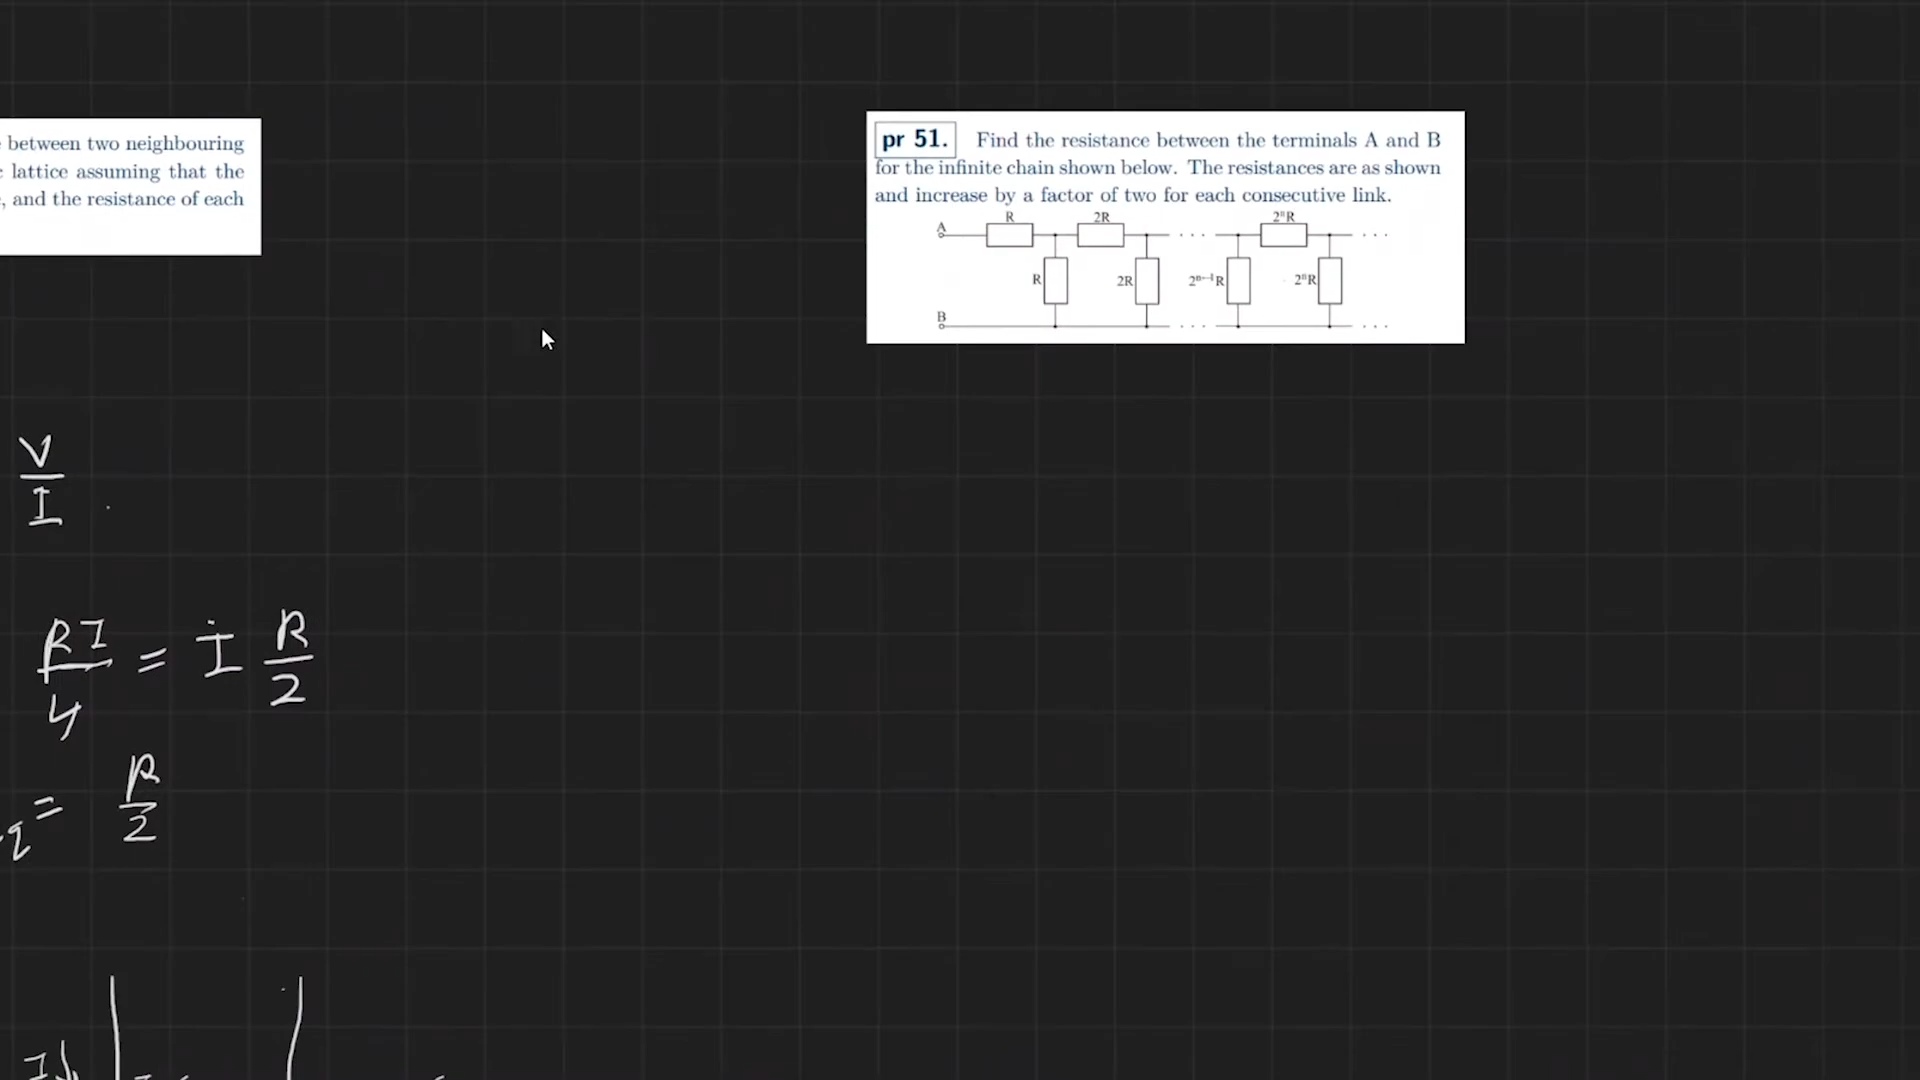 between two neighbouring
lattice assuming that the
, and the resistance of each
pr 51. Find the resistance between the terminals A and B
for the infinite chain shown below. The resistances are as shown
and increase by a factor of two for each consecutive link.
R 2R 2ⁿR
A
. . . . . .
R 2R 2ⁿ⁻¹R 2ⁿR
B
. . . . . .
V
I
RI/4 = I R/2
= R/2